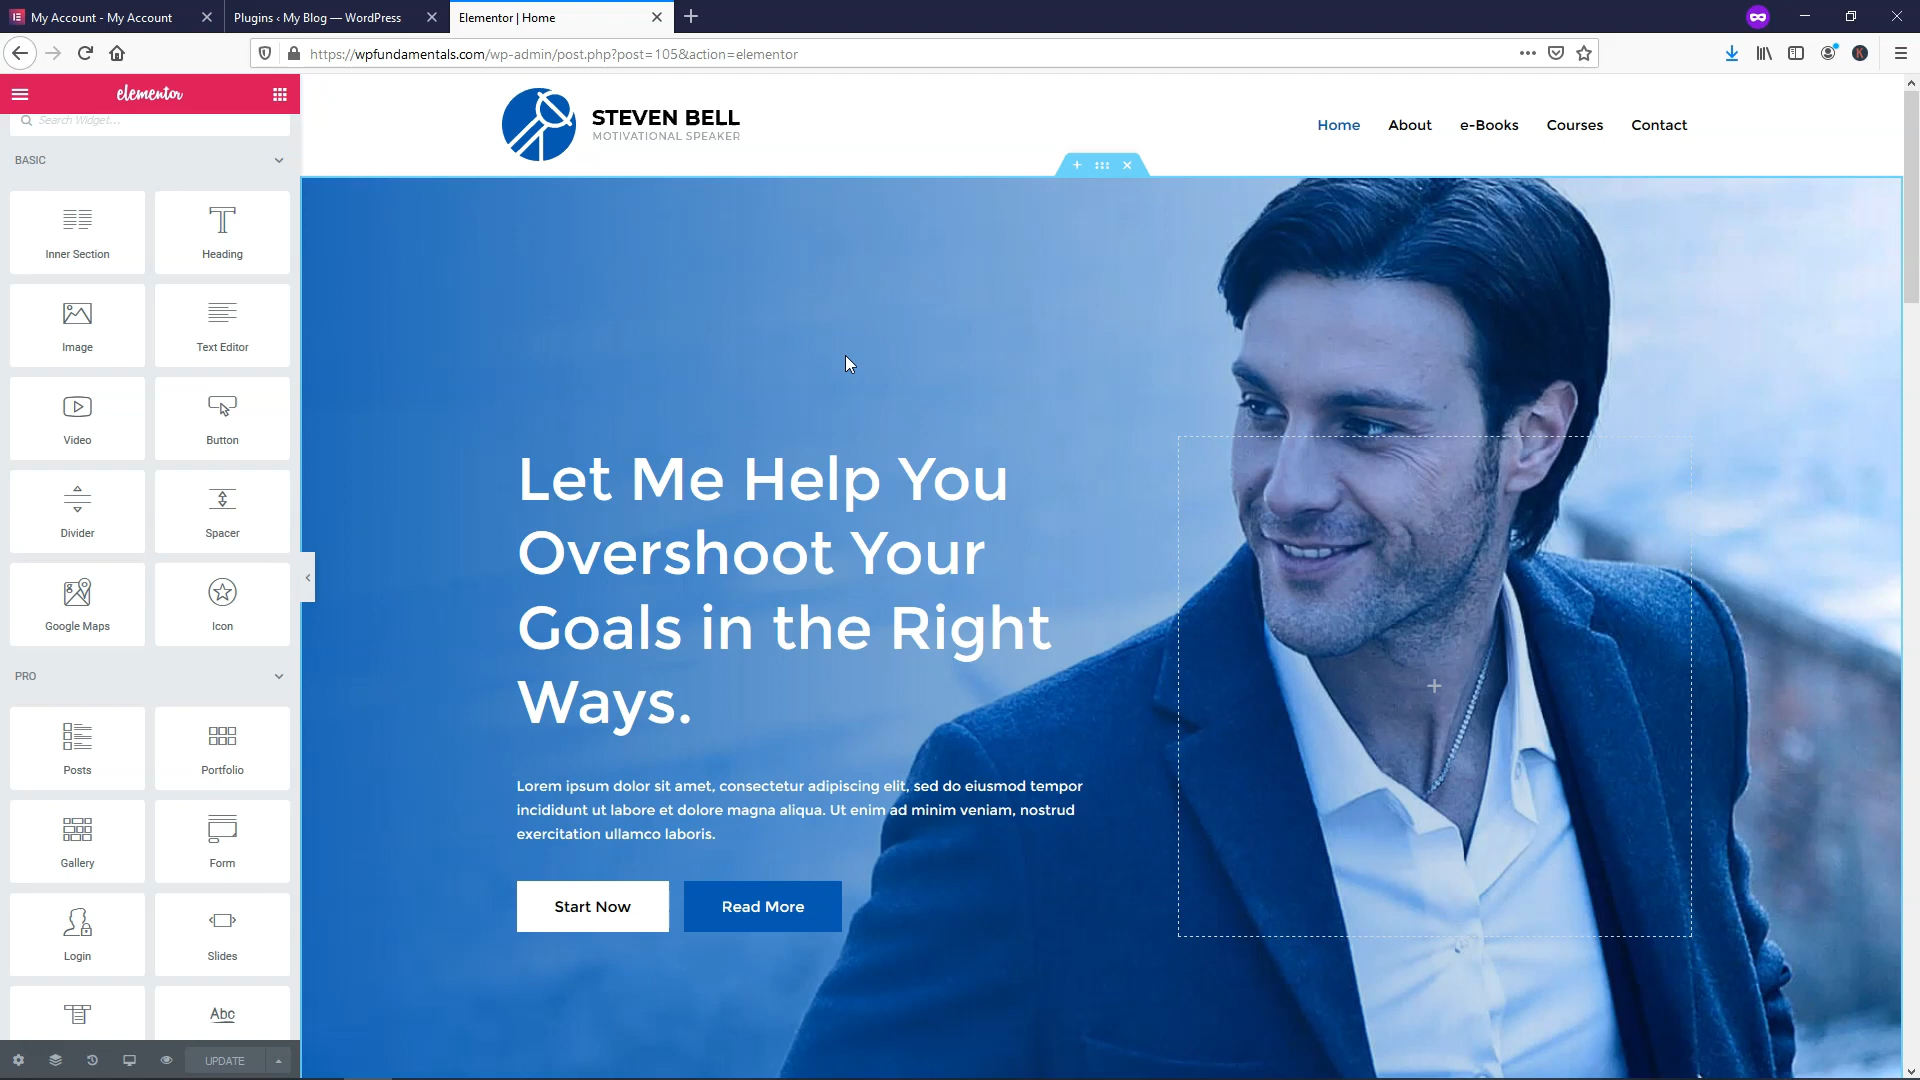 My Account - My Account
Plugins ‹ My Blog — WordPress
Elementor | Home
https://wpfundamentals.com/wp-admin/post.php?post=105&action=elementor
K
elementor
Search Widget...
BASIC
Inner Section
Heading
Image
Text Editor
Video
Button
Divider
Spacer
Google Maps
Icon
PRO
Posts
Portfolio
Gallery
Form
Login
Slides
Abc
UPDATE
STEVEN BELL
MOTIVATIONAL SPEAKER
Home
About
e-Books
Courses
Contact
Let Me Help You
Overshoot Your
Goals in the Right
Ways.
Lorem ipsum dolor sit amet, consectetur adipiscing elit, sed do eiusmod tempor
incididunt ut labore et dolore magna aliqua. Ut enim ad minim veniam, nostrud
exercitation ullamco laboris.
Start Now
Read More